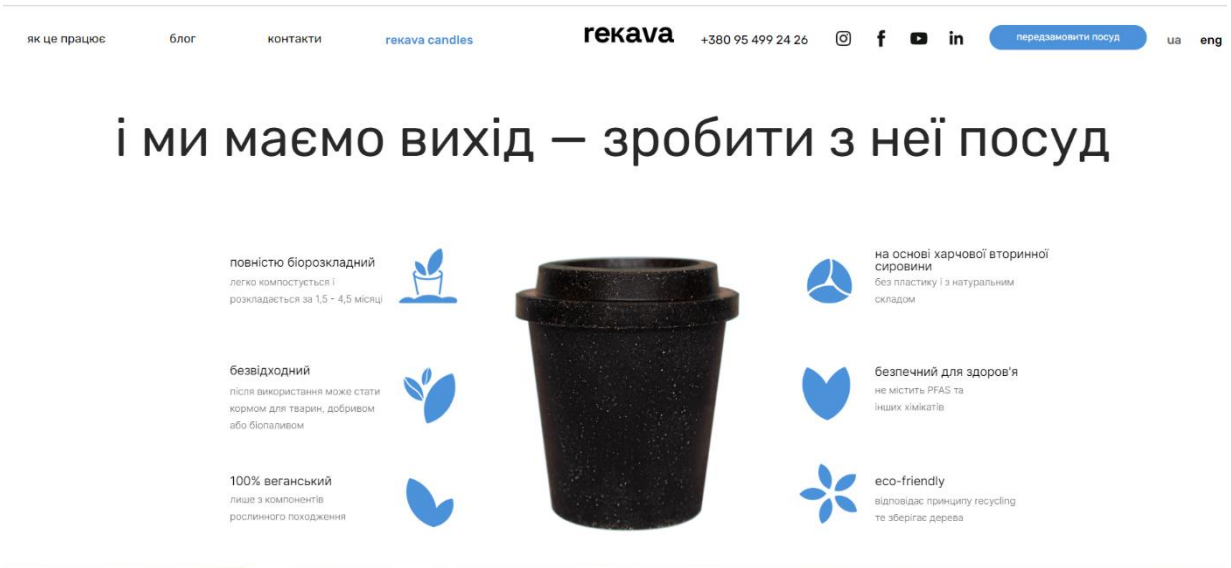 як це працює
блог
контакти
rекava candles
rекava
+380 95 499 24 26
передзамовити посуд
ua
eng
і ми маємо вихід — зробити з неї посуд
повністю біорозкладний
легко компостується і
розкладається за 1,5 - 4,5 місяці
безвідходний
після використання може стати
кормом для тварин, добривом
або біопаливом
100% веганський
лише з компонентів
рослинного походження
на основі харчової вторинної
сировини
без пластику і з натуральним
складом
безпечний для здоров'я
не містить PFAS та
інших хімікатів
eco-friendly
відповідає принципу recycling
те зберігає дерева